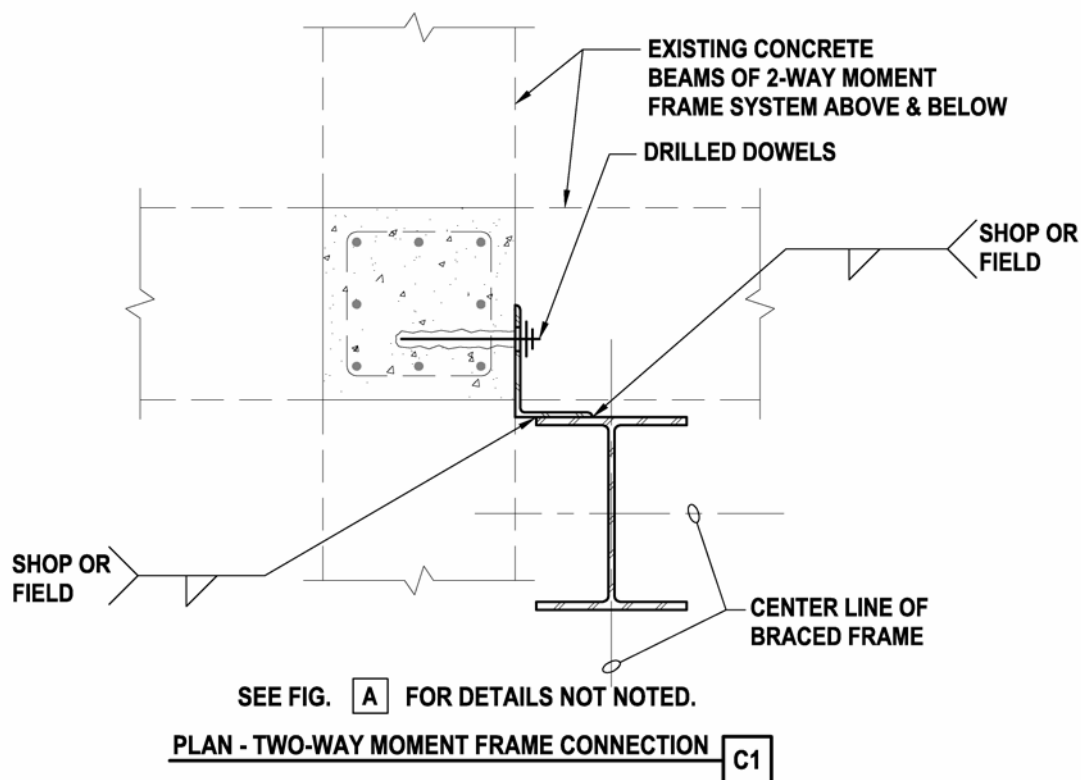 EXISTING CONCRETE
BEAMS OF 2-WAY MOMENT
FRAME SYSTEM ABOVE & BELOW
DRILLED DOWELS
SHOP OR
FIELD
SHOP OR
FIELD
CENTER LINE OF
BRACED FRAME
SEE FIG. A FOR DETAILS NOT NOTED.
PLAN - TWO-WAY MOMENT FRAME CONNECTION C1